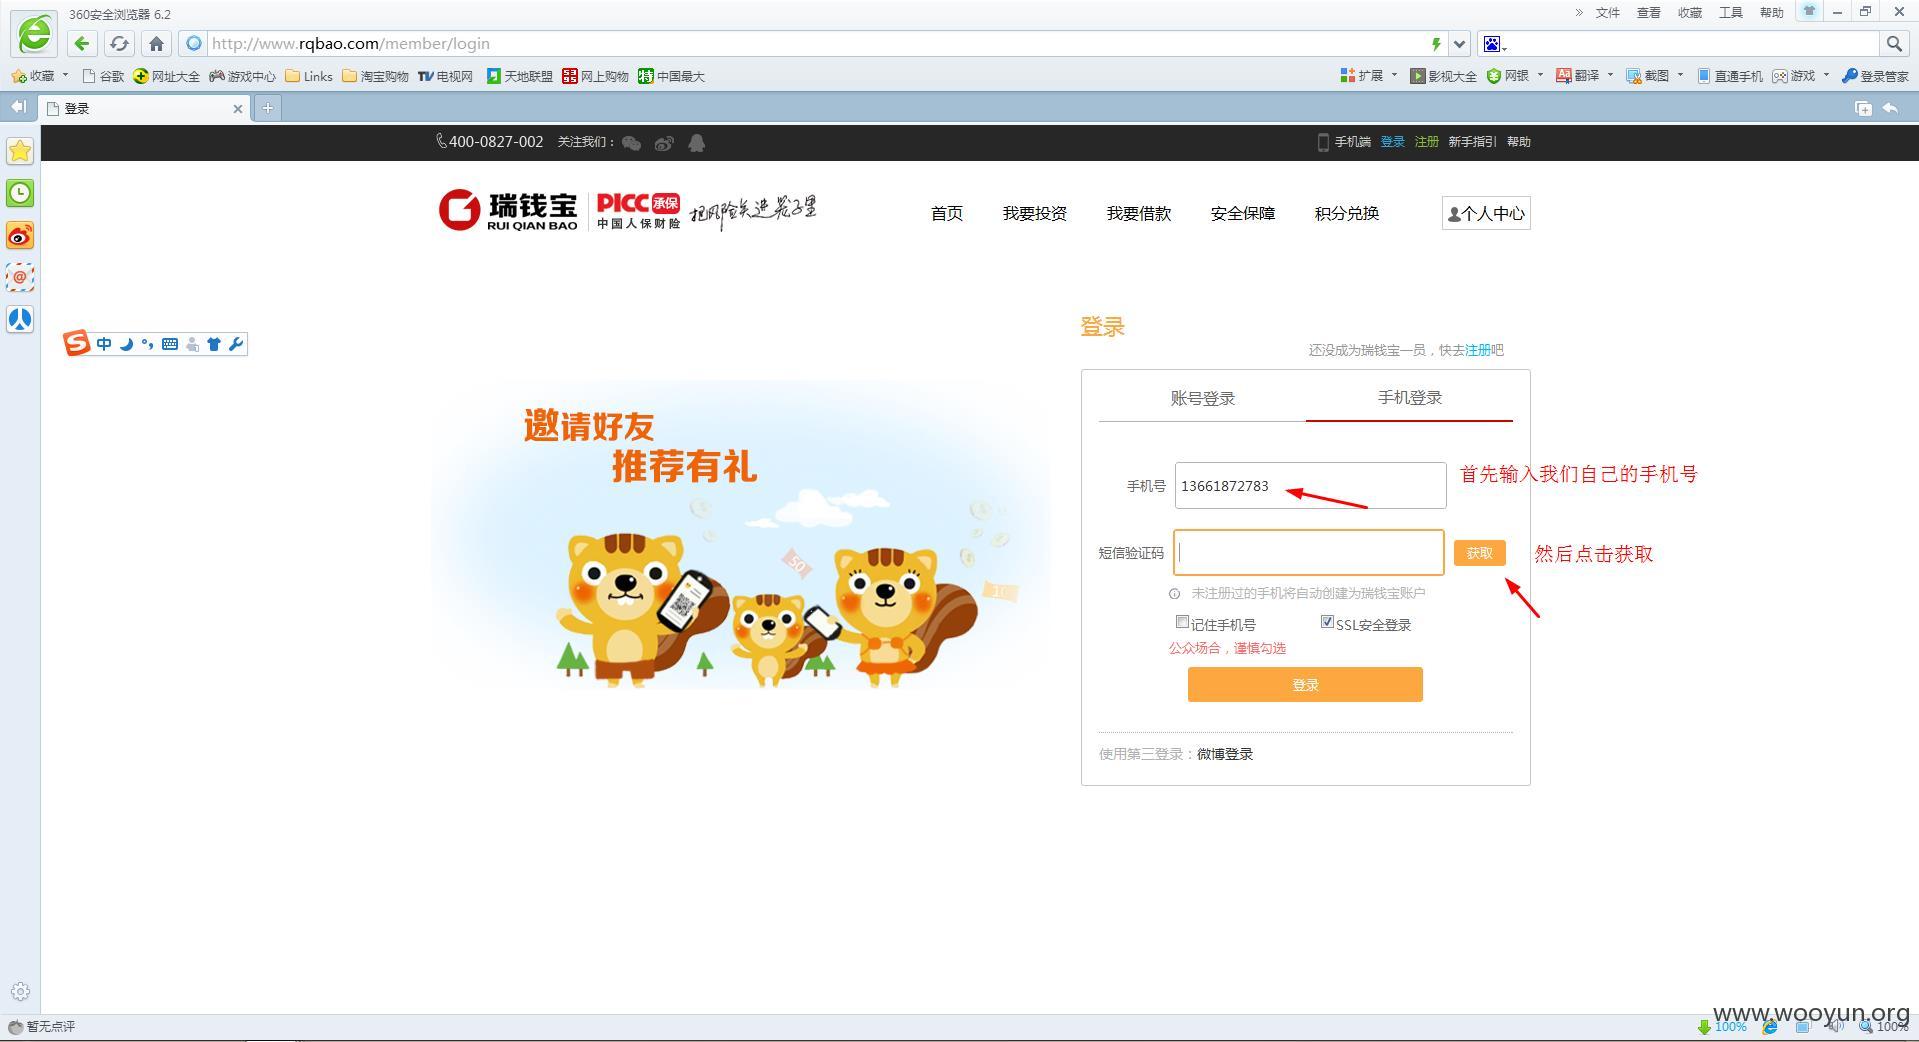 360安全浏览器 6.2
» 文件 查看 收藏 工具 帮助
http://www.rqbao.com/member/login
收藏 谷歌 网址大全 游戏中心 Links 淘宝购物 TV 电视网 天地联盟 网上购物 特 中国最大 扩展 影视大全 网银 翻译 截图 直通手机 游戏 登录管家
登录
400-0827-002 关注我们：
手机端 登录 注册 新手指引 帮助
瑞钱宝
RUI QIAN BAO
PICC 承保
中国人保财险
把风险关进笼子里
首页 我要投资 我要借款 安全保障 积分兑换 个人中心
登录
还没成为瑞钱宝一员，快去注册吧
S 中
邀请好友
推荐有礼
50
10
账号登录 手机登录
手机号 13661872783
首先输入我们自己的手机号
短信验证码 获取
然后点击获取
未注册过的手机将自动创建为瑞钱宝账户
记住手机号 SSL安全登录
公众场合，谨慎勾选
登录
使用第三登录：微博登录
www.wooyun.org
暂无点评
100% 100%